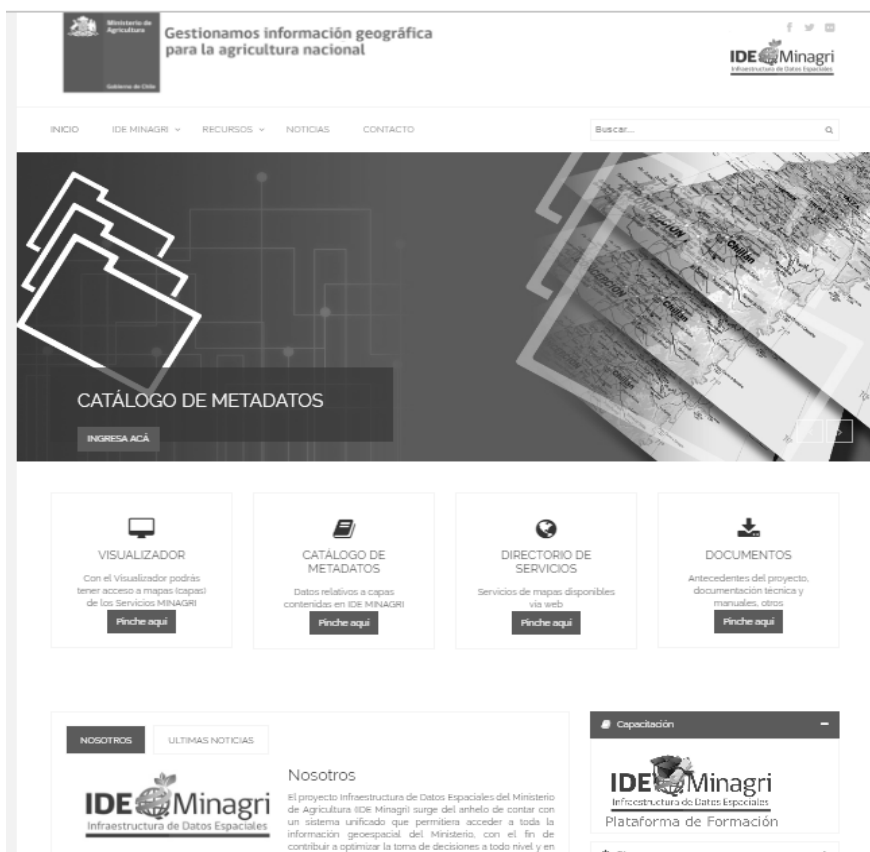 Ministerio de
Agricultura
Gobierno de Chile
Gestionamos información geográfica
para la agricultura nacional
IDE Minagri
Infraestructura de Datos Espaciales
INICIO IDE MINAGRI RECURSOS NOTICIAS CONTACTO Buscar...
CONCEPCIÓN Chillán
CATÁLOGO DE METADATOS
INGRESA ACÁ
VISUALIZADOR
Con el Visualizador podrás
tener acceso a mapas (capas)
de los Servicios MINAGRI
Pinche aquí
CATÁLOGO DE
METADATOS
Datos relativos a capas
contenidas en IDE MINAGRI
Pinche aquí
DIRECTORIO DE
SERVICIOS
Servicios de mapas disponibles
vía web
Pinche aquí
DOCUMENTOS
Antecedentes del proyecto,
documentación técnica y
manuales, otros
Pinche aquí
NOSOTROS ULTIMAS NOTICIAS
IDE Minagri
Infraestructura de Datos Espaciales
Nosotros
El proyecto Infraestructura de Datos Espaciales del Ministerio
de Agricultura (IDE Minagri) surge del anhelo de contar con
un sistema unificado que permitiera acceder a toda la
información geoespacial del Ministerio, con el fin de
contribuir a optimizar la toma de decisiones a todo nivel y en
Capacitación
IDE Minagri
Infraestructura de Datos Espaciales
Plataforma de Formación